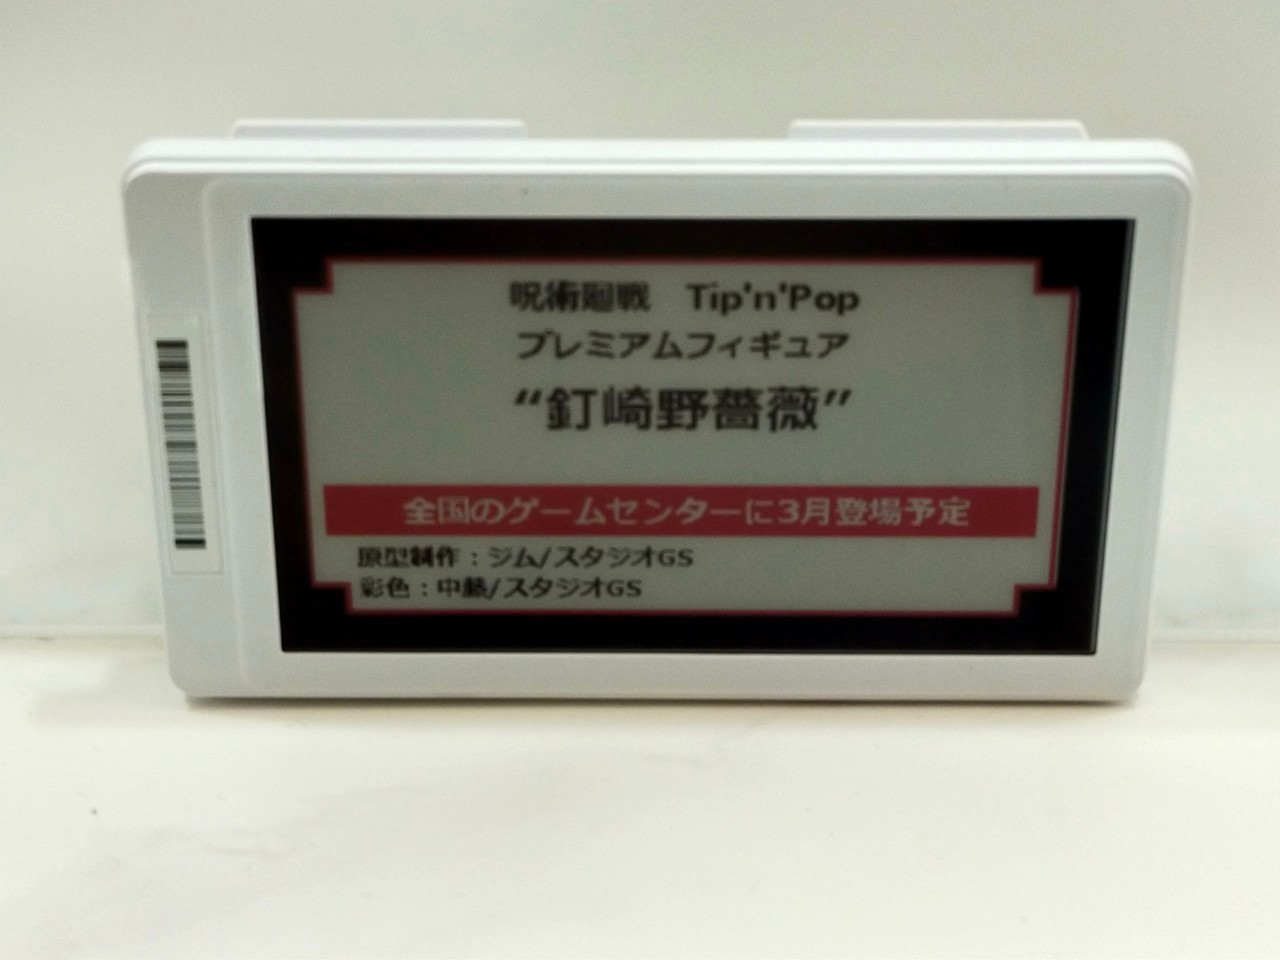 呪術廻戦　Tip'n'Pop
プレミアムフィギュア
“釘崎野薔薇”
全国のゲームセンターに3月登場予定
原型制作：ジム/スタジオGS
彩色：中藤/スタジオGS